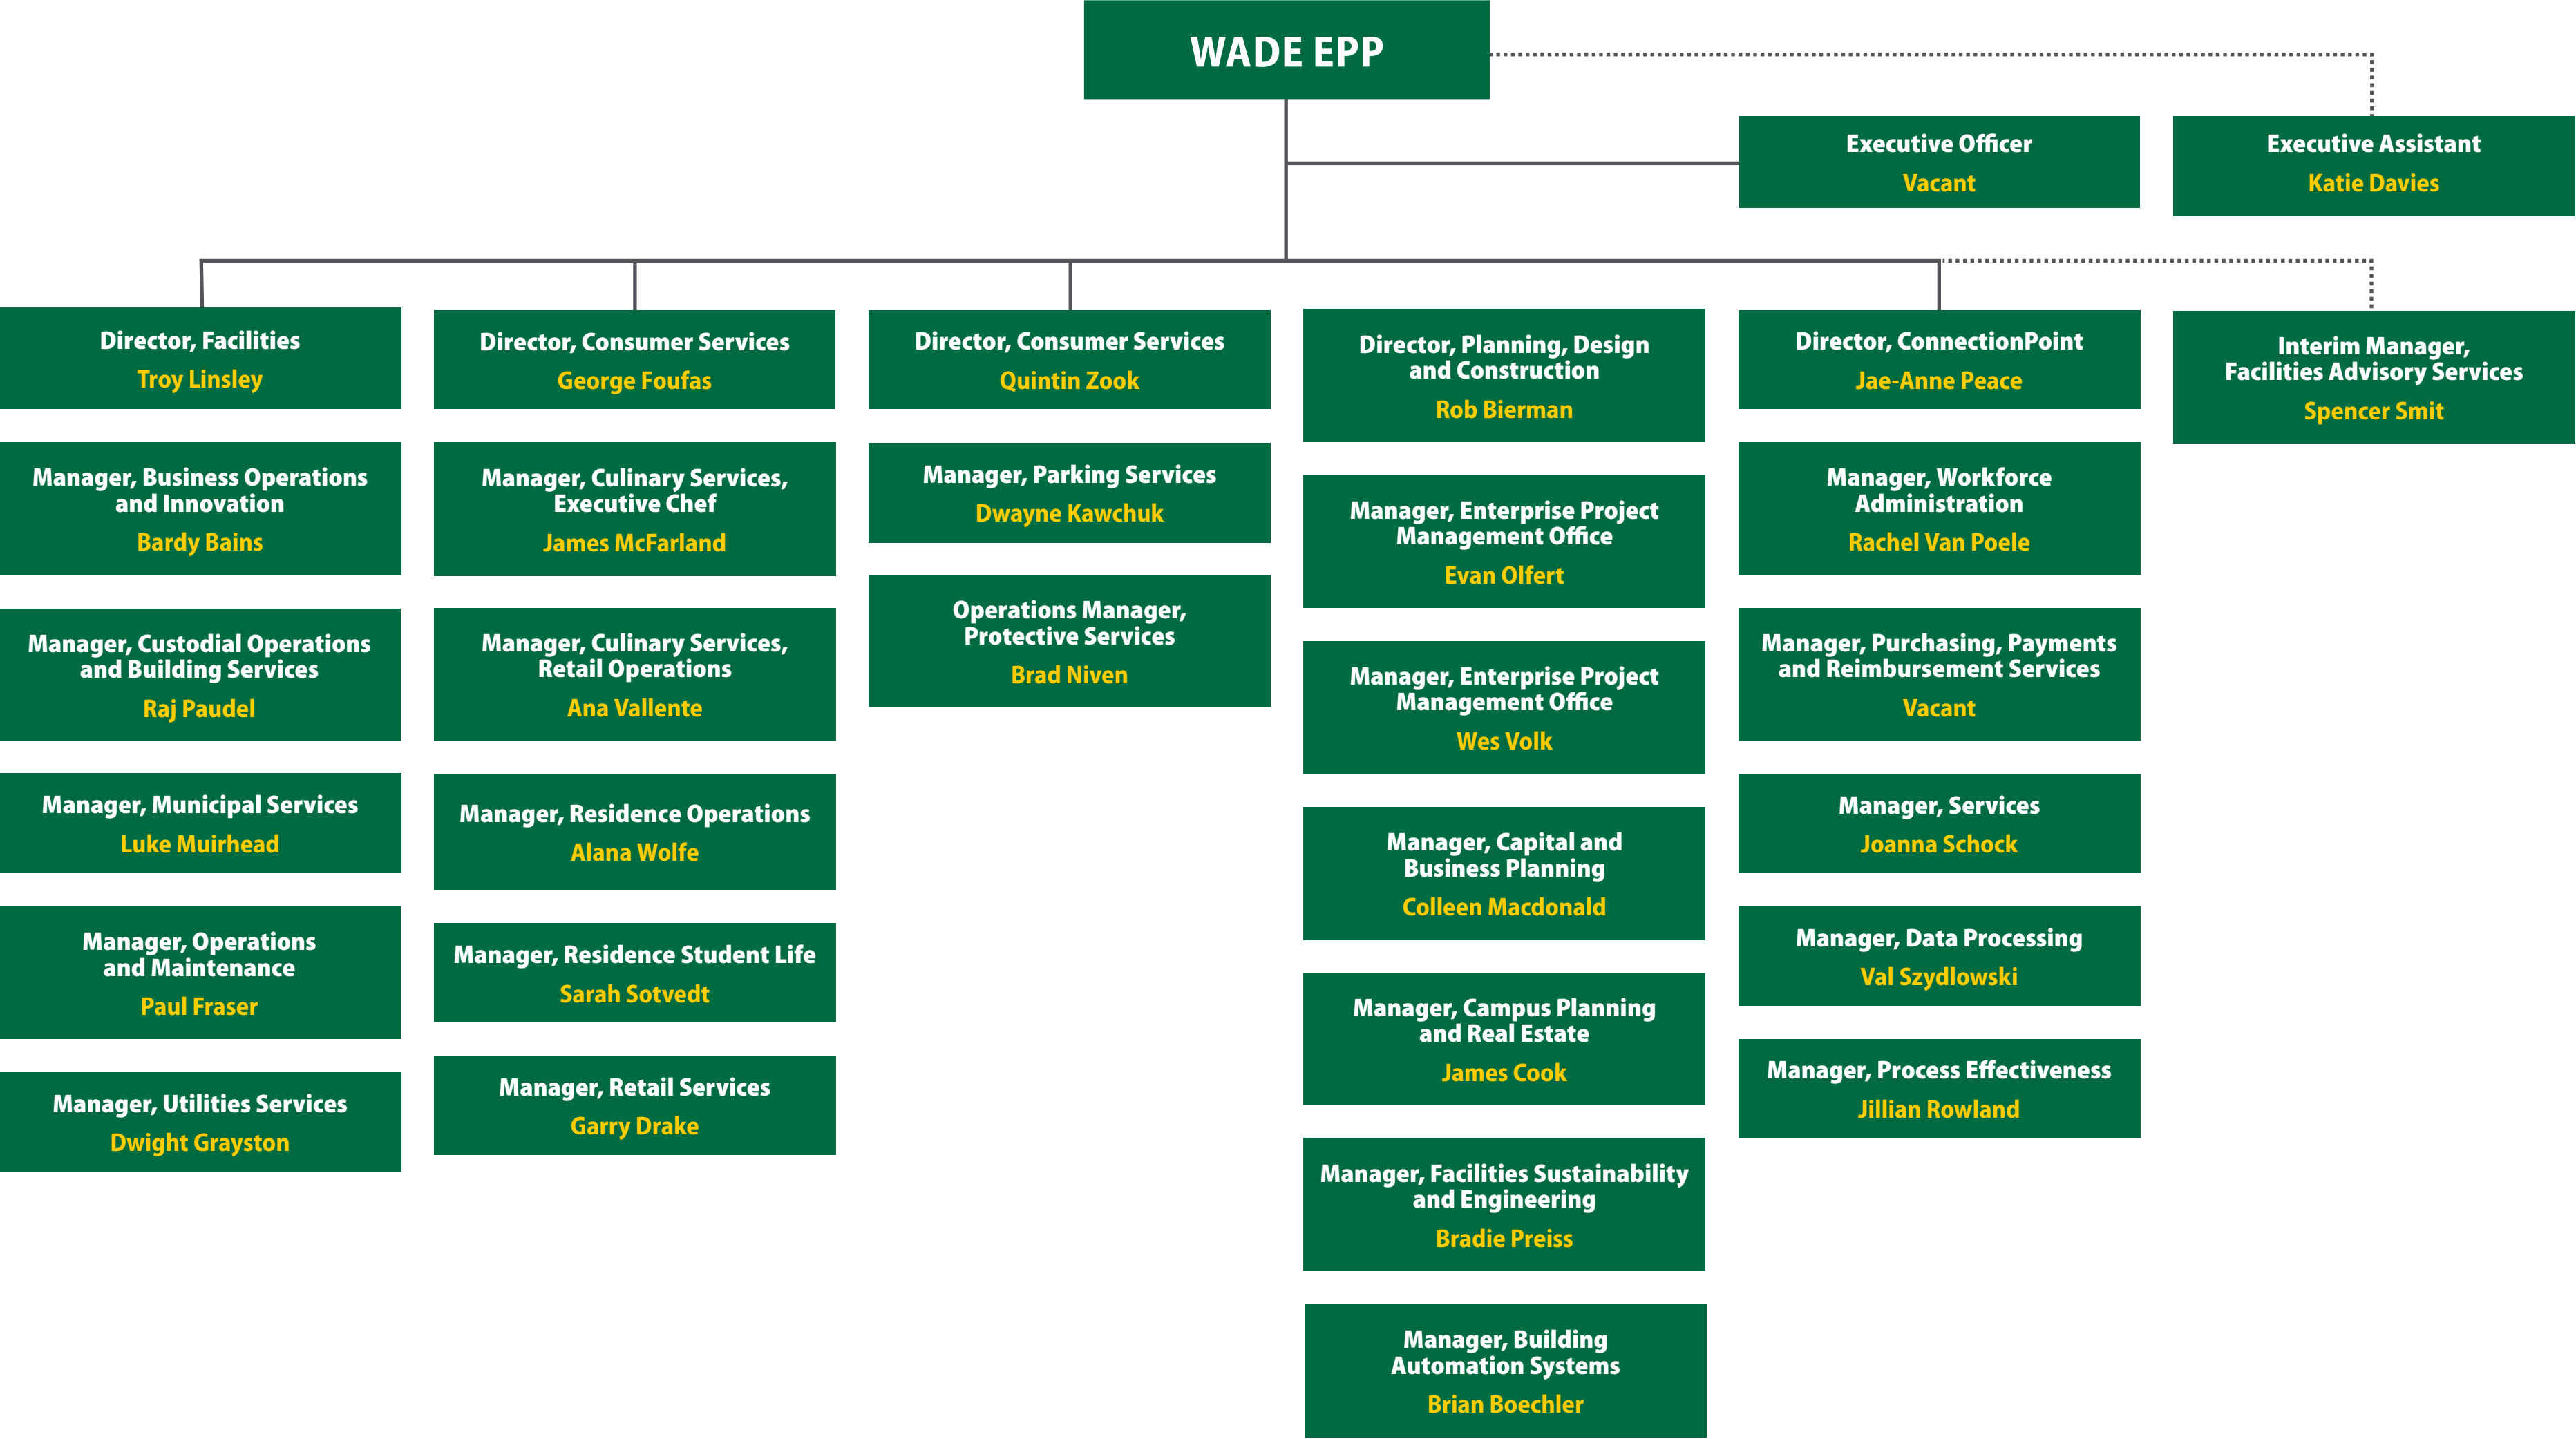 WADE EPP
Executive Officer
Vacant
Executive Assistant
Katie Davies
Director, Facilities
Troy Linsley
Manager, Business Operations
and Innovation
Bardy Bains
Manager, Custodial Operations
and Building Services
Raj Paudel
Manager, Municipal Services
Luke Muirhead
Manager, Operations
and Maintenance
Paul Fraser
Manager, Utilities Services
Dwight Grayston
Director, Consumer Services
George Foufas
Manager, Culinary Services,
Executive Chef
James McFarland
Manager, Culinary Services,
Retail Operations
Ana Vallente
Manager, Residence Operations
Alana Wolfe
Manager, Residence Student Life
Sarah Sotvedt
Manager, Retail Services
Garry Drake
Director, Consumer Services
Quintin Zook
Manager, Parking Services
Dwayne Kawchuk
Operations Manager,
Protective Services
Brad Niven
Director, Planning, Design
and Construction
Rob Bierman
Manager, Enterprise Project
Management Office
Evan Olfert
Manager, Enterprise Project
Management Office
Wes Volk
Manager, Capital and
Business Planning
Colleen Macdonald
Manager, Campus Planning
and Real Estate
James Cook
Manager, Facilities Sustainability
and Engineering
Bradie Preiss
Manager, Building
Automation Systems
Brian Boechler
Director, ConnectionPoint
Jae-Anne Peace
Manager, Workforce
Administration
Rachel Van Poele
Manager, Purchasing, Payments
and Reimbursement Services
Vacant
Manager, Services
Joanna Schock
Manager, Data Processing
Val Szydlowski
Manager, Process Effectiveness
Jillian Rowland
Interim Manager,
Facilities Advisory Services
Spencer Smit